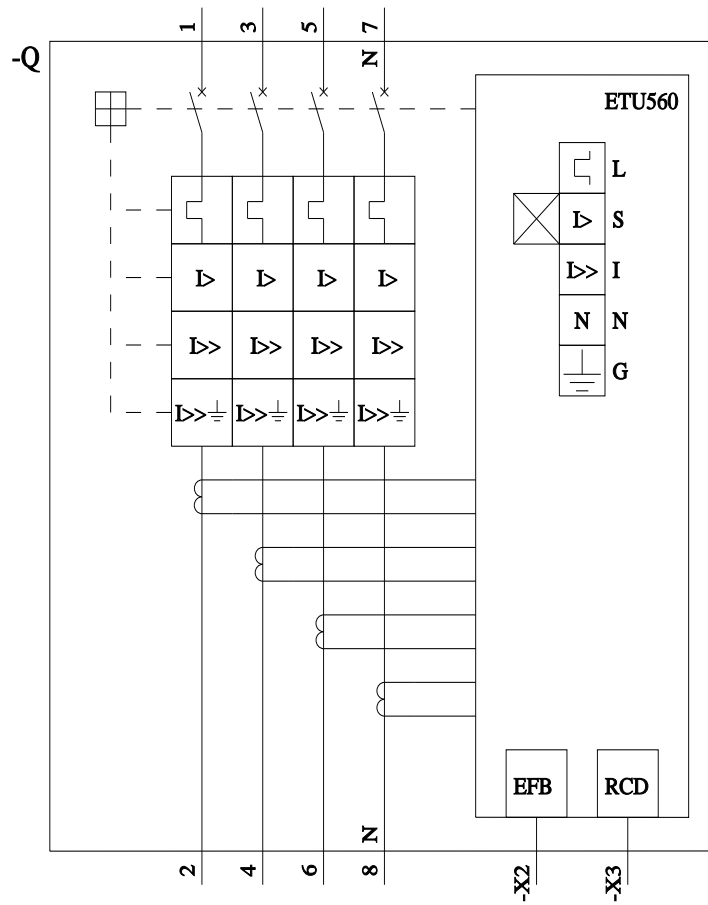 1 3 5 7
N
-Q
ETU560
L
I> S
I>> I
N N
G
I> I> I> I>
I>> I>> I>> I>>
I>> I>> I>> I>>
EFB RCD
N
2 4 6 8 -X2 -X3